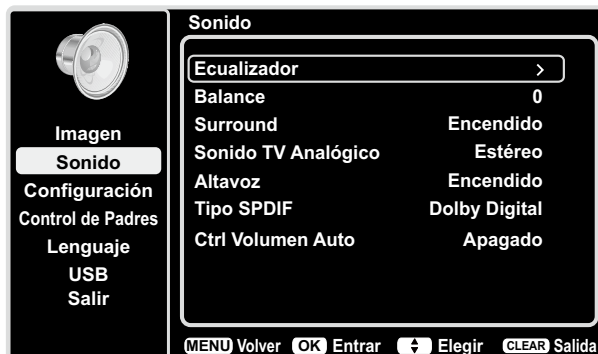 Sonido
Imagen
Sonido
Configuración
Control de Padres
Lenguaje
USB
Salir
Ecualizador >
Balance 0
Surround Encendido
Sonido TV Analógico Estéreo
Altavoz Encendido
Tipo SPDIF Dolby Digital
Ctrl Volumen Auto Apagado
MENU Volver OK Entrar Elegir CLEAR Salida